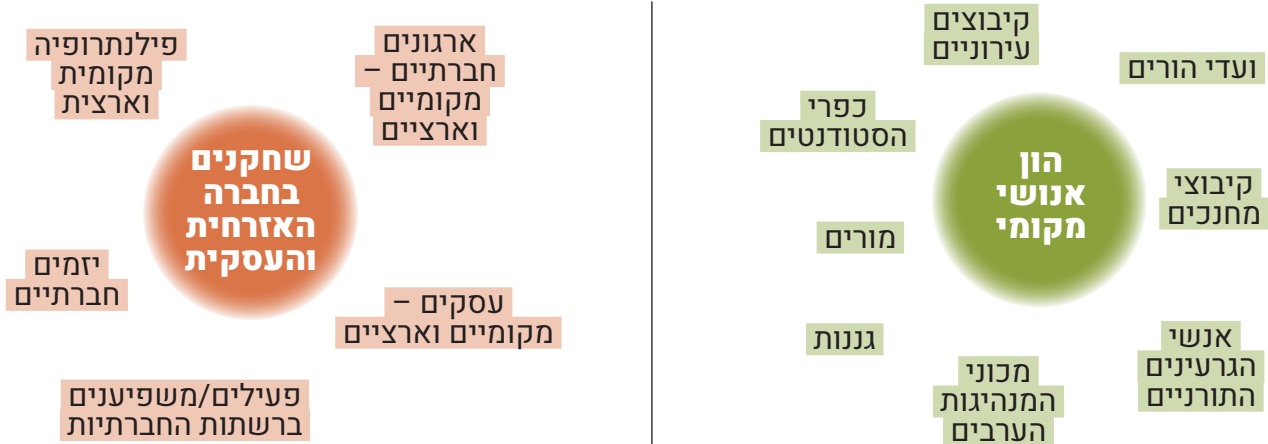 קיבוצים
עירוניים
ועדי הורים
כפרי
הסטודנטים
הון
אנושי
מקומי
קיבוצי
מחנכים
מורים
גננות
אנשי
הגרעינים
התורניים
מכוני
המנהיגות
הערבים
ארגונים
חברתיים –
מקומיים
וארציים
פילנתרופיה
מקומית
וארצית
שחקנים
בחברה
האזרחית
והעסקית
יזמים
חברתיים
עסקים –
מקומיים וארציים
פעילים/משפיענים
ברשתות החברתיות